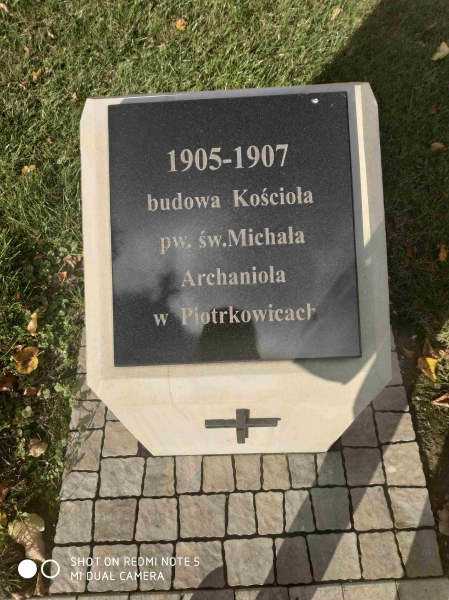 1905-1907
budowa Kościoła
pw. św.Michała
Archanioła
w Piotrkowicach
SHOT ON REDMI NOTE 5
MI DUAL CAMERA